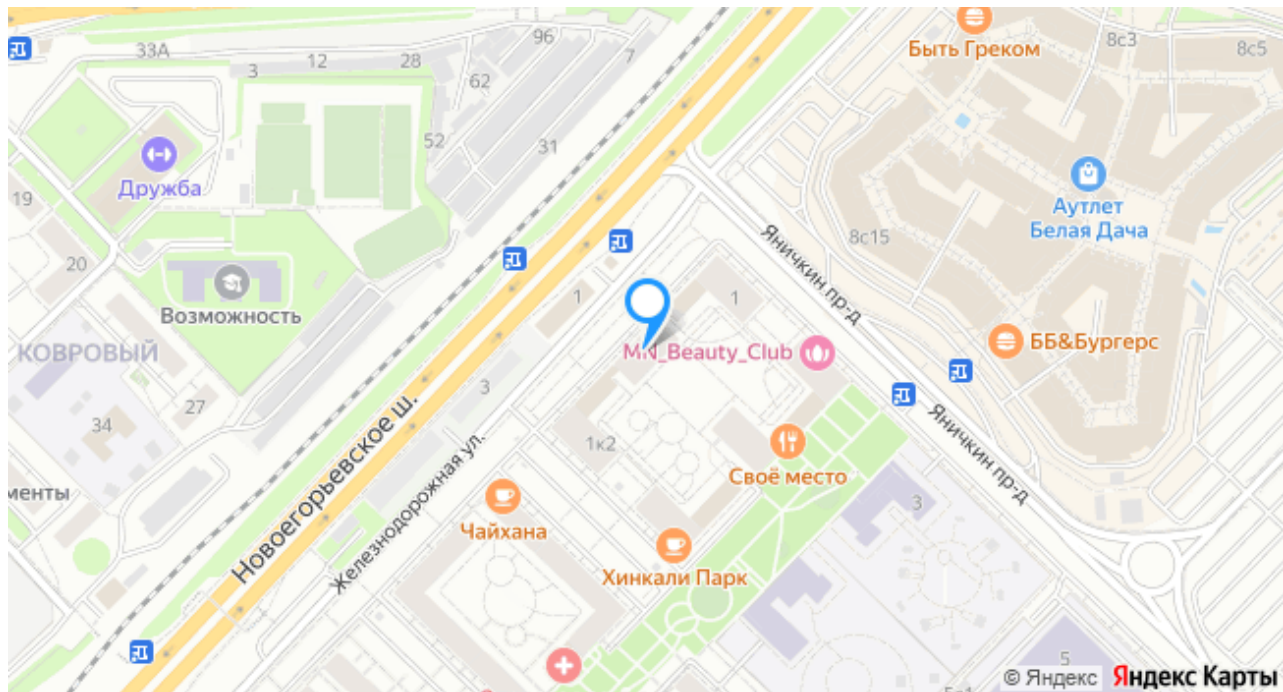 33А
96
Быть Греком
8с3
8с5
3
12
28
7
62
52
31
Дружба
19
Аутлет
Белая Дача
8с15
20
Яничкин пр-д
Возможность
1
1
КОВРОВЫЙ
MN_Beauty_Club
ББ&Бургерс
3
27
34
Новоегорьевское ш.
Железнодорожная ул.
1к2
Яничкин пр-д
Своё место
менты
Чайхана
3
Хинкали Парк
5
© Яндекс Яндекс Карты